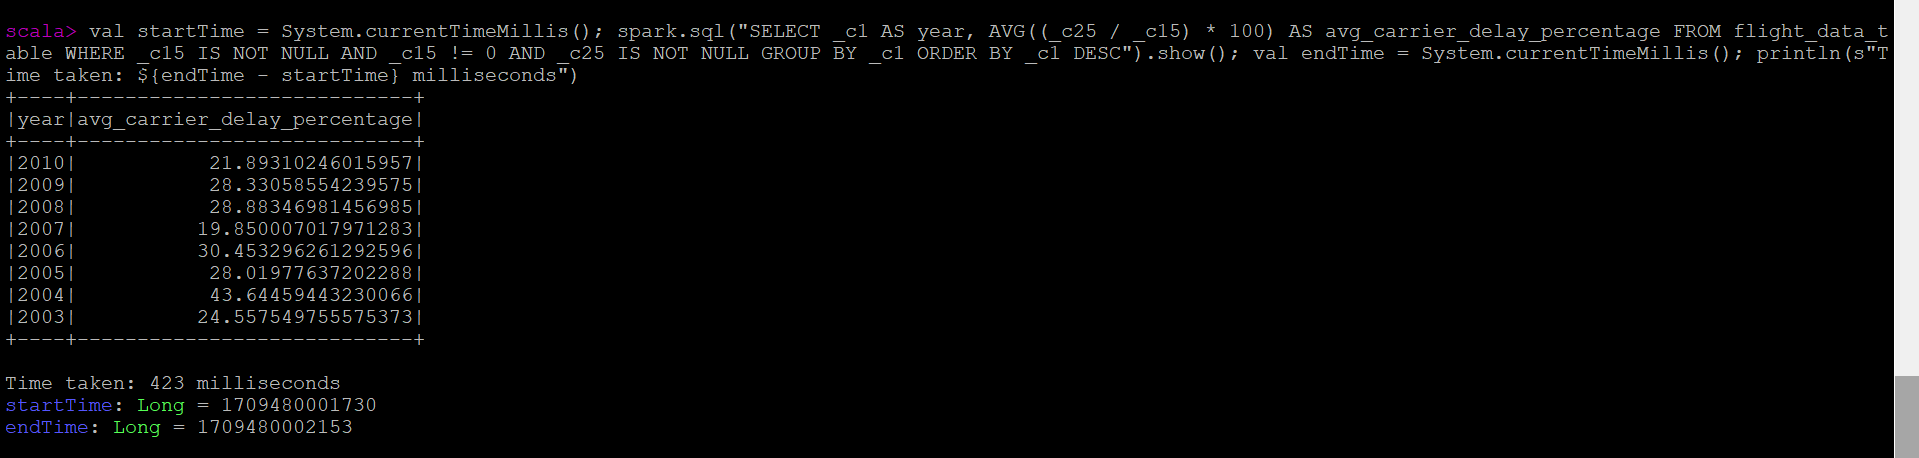 scala> val startTime = System.currentTimeMillis(); spark.sql("SELECT _c1 AS year, AVG((_c25 / _c15) * 100) AS avg_carrier_delay_percentage FROM flight_data_t
able WHERE _c15 IS NOT NULL AND _c15 != 0 AND _c25 IS NOT NULL GROUP BY _c1 ORDER BY _c1 DESC").show(); val endTime = System.currentTimeMillis(); println(s"T
ime taken: ${endTime - startTime} milliseconds")
+----+----------------------------+
|year|avg_carrier_delay_percentage|
+----+----------------------------+
|2010|           21.89310246015957|
|2009|           28.33058554239575|
|2008|           28.88346981456985|
|2007|          19.850007017971283|
|2006|          30.453296261292596|
|2005|           28.01977637202288|
|2004|           43.64459443230066|
|2003|          24.557549755575373|
+----+----------------------------+
Time taken: 423 milliseconds
startTime: Long = 1709480001730
endTime: Long = 1709480002153